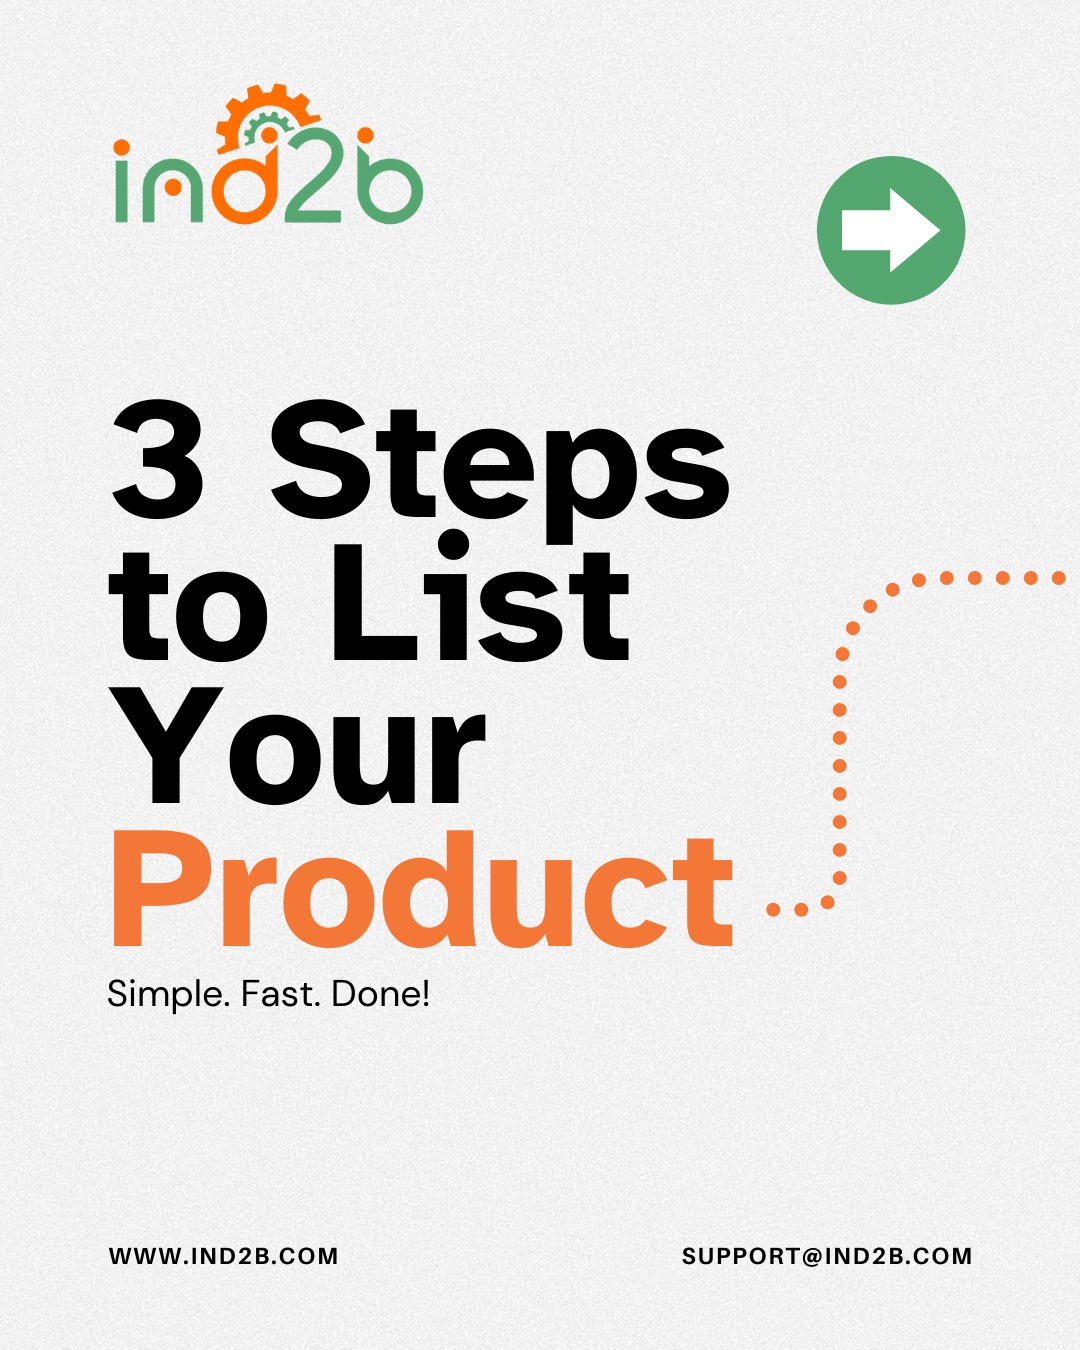 ind2b
3 Steps
to List
Your
Product
Simple. Fast. Done!
WWW.IND2B.COM
SUPPORT@IND2B.COM